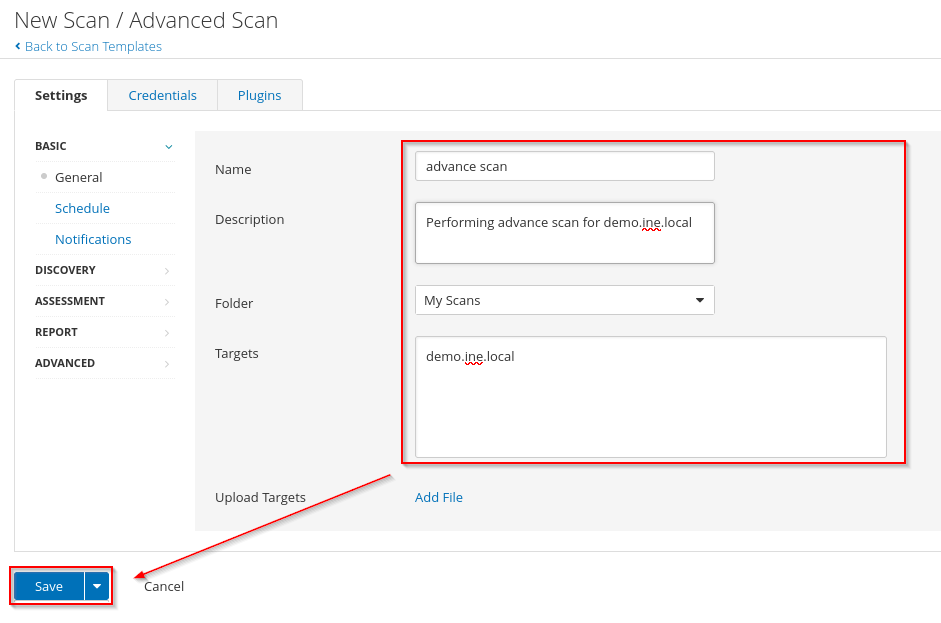 New Scan / Advanced Scan
Back to Scan Templates
Settings
Credentials
Plugins
BASIC
General
Schedule
Notifications
DISCOVERY
ASSESSMENT
REPORT
ADVANCED
Name
advance scan
Description
Performing advance scan for demo.ine.local
Folder
My Scans
Targets
demo.ine.local
Upload Targets
Add File
Save
Cancel